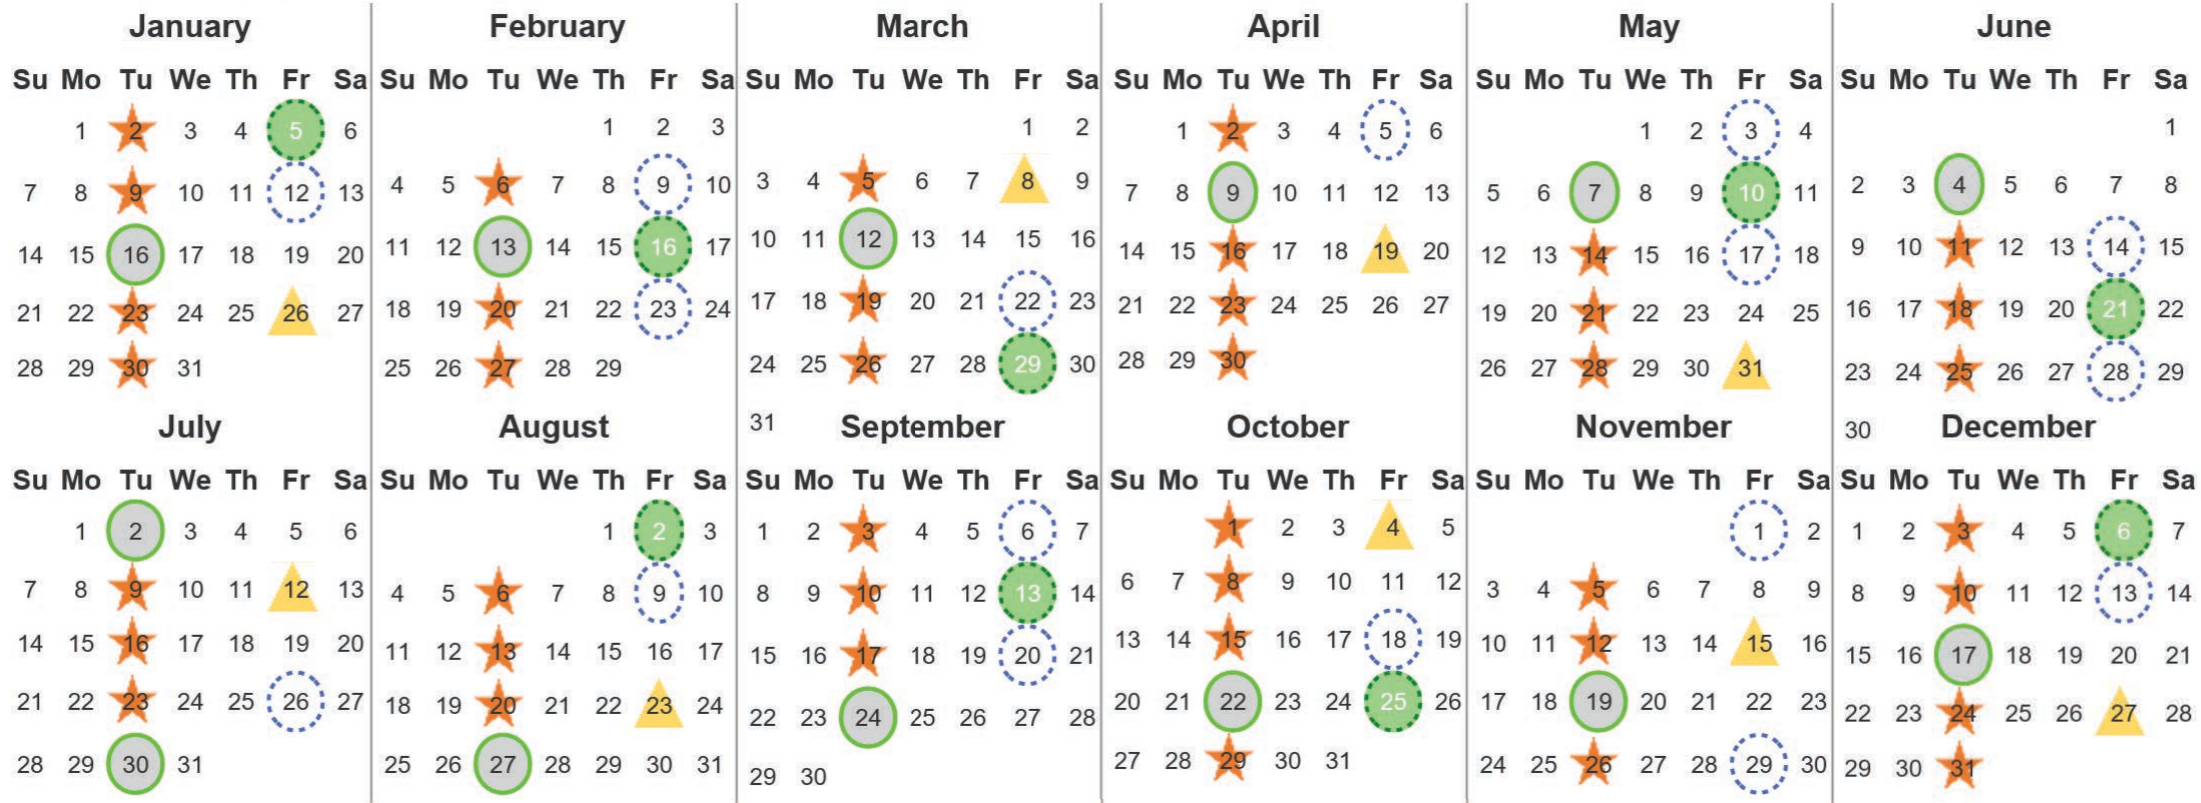 January
Su Mo Tu We Th Fr Sa
1 2 3 4 5 6
7 8 9 10 11 12 13
14 15 16 17 18 19 20
21 22 23 24 25 26 27
28 29 30 31
February
Su Mo Tu We Th Fr Sa
1 2 3
4 5 6 7 8 9 10
11 12 13 14 15 16 17
18 19 20 21 22 23 24
25 26 27 28 29
March
Su Mo Tu We Th Fr Sa
1 2
3 4 5 6 7 8 9
10 11 12 13 14 15 16
17 18 19 20 21 22 23
24 25 26 27 28 29 30
31
April
Su Mo Tu We Th Fr Sa
1 2 3 4 5 6
7 8 9 10 11 12 13
14 15 16 17 18 19 20
21 22 23 24 25 26 27
28 29 30
May
Su Mo Tu We Th Fr Sa
1 2 3 4
5 6 7 8 9 10 11
12 13 14 15 16 17 18
19 20 21 22 23 24 25
26 27 28 29 30 31
June
Su Mo Tu We Th Fr Sa
1
2 3 4 5 6 7 8
9 10 11 12 13 14 15
16 17 18 19 20 21 22
23 24 25 26 27 28 29
30
July
Su Mo Tu We Th Fr Sa
1 2 3 4 5 6
7 8 9 10 11 12 13
14 15 16 17 18 19 20
21 22 23 24 25 26 27
28 29 30 31
August
Su Mo Tu We Th Fr Sa
1 2 3
4 5 6 7 8 9 10
11 12 13 14 15 16 17
18 19 20 21 22 23 24
25 26 27 28 29 30 31
September
Su Mo Tu We Th Fr Sa
1 2 3 4 5 6 7
8 9 10 11 12 13 14
15 16 17 18 19 20 21
22 23 24 25 26 27 28
29 30
October
Su Mo Tu We Th Fr Sa
1 2 3 4 5
6 7 8 9 10 11 12
13 14 15 16 17 18 19
20 21 22 23 24 25 26
27 28 29 30 31
November
Su Mo Tu We Th Fr Sa
1 2
3 4 5 6 7 8 9
10 11 12 13 14 15 16
17 18 19 20 21 22 23
24 25 26 27 28 29 30
December
Su Mo Tu We Th Fr Sa
1 2 3 4 5 6 7
8 9 10 11 12 13 14
15 16 17 18 19 20 21
22 23 24 25 26 27 28
29 30 31